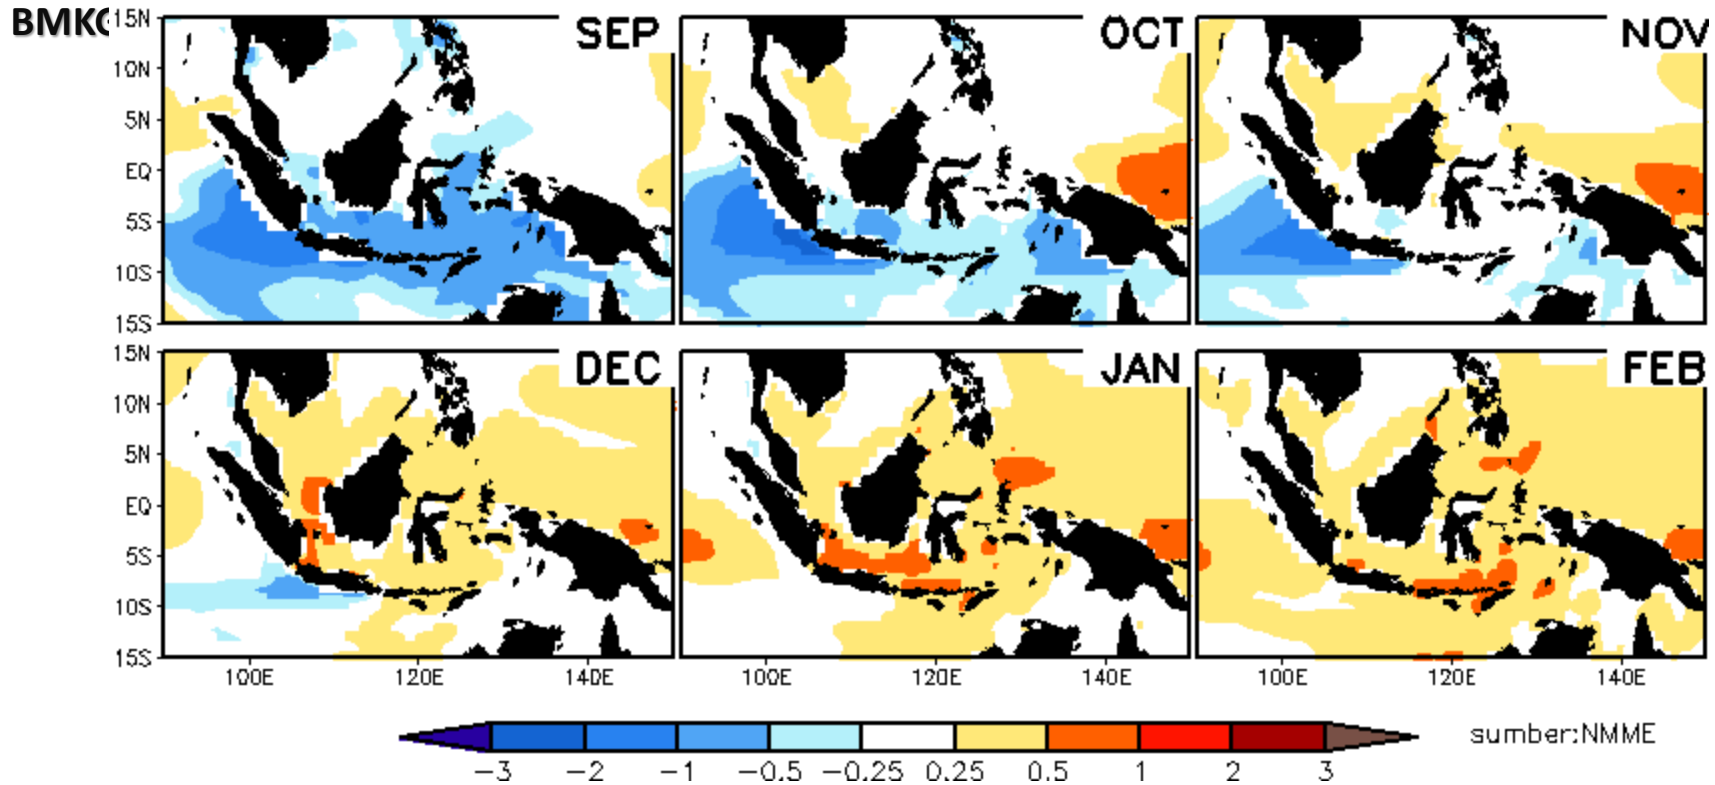 BMKG
15N SEP OCT NOV
10N
5N
EQ
5S
10S
15S
15N DEC JAN FEB
10N
5N
EQ
5S
10S
15S
100E 120E 140E 100E 120E 140E 100E 120E 140E
sumber:NMME
−3 −2 −1 −0.5 −0.25 0.25 0.5 1 2 3